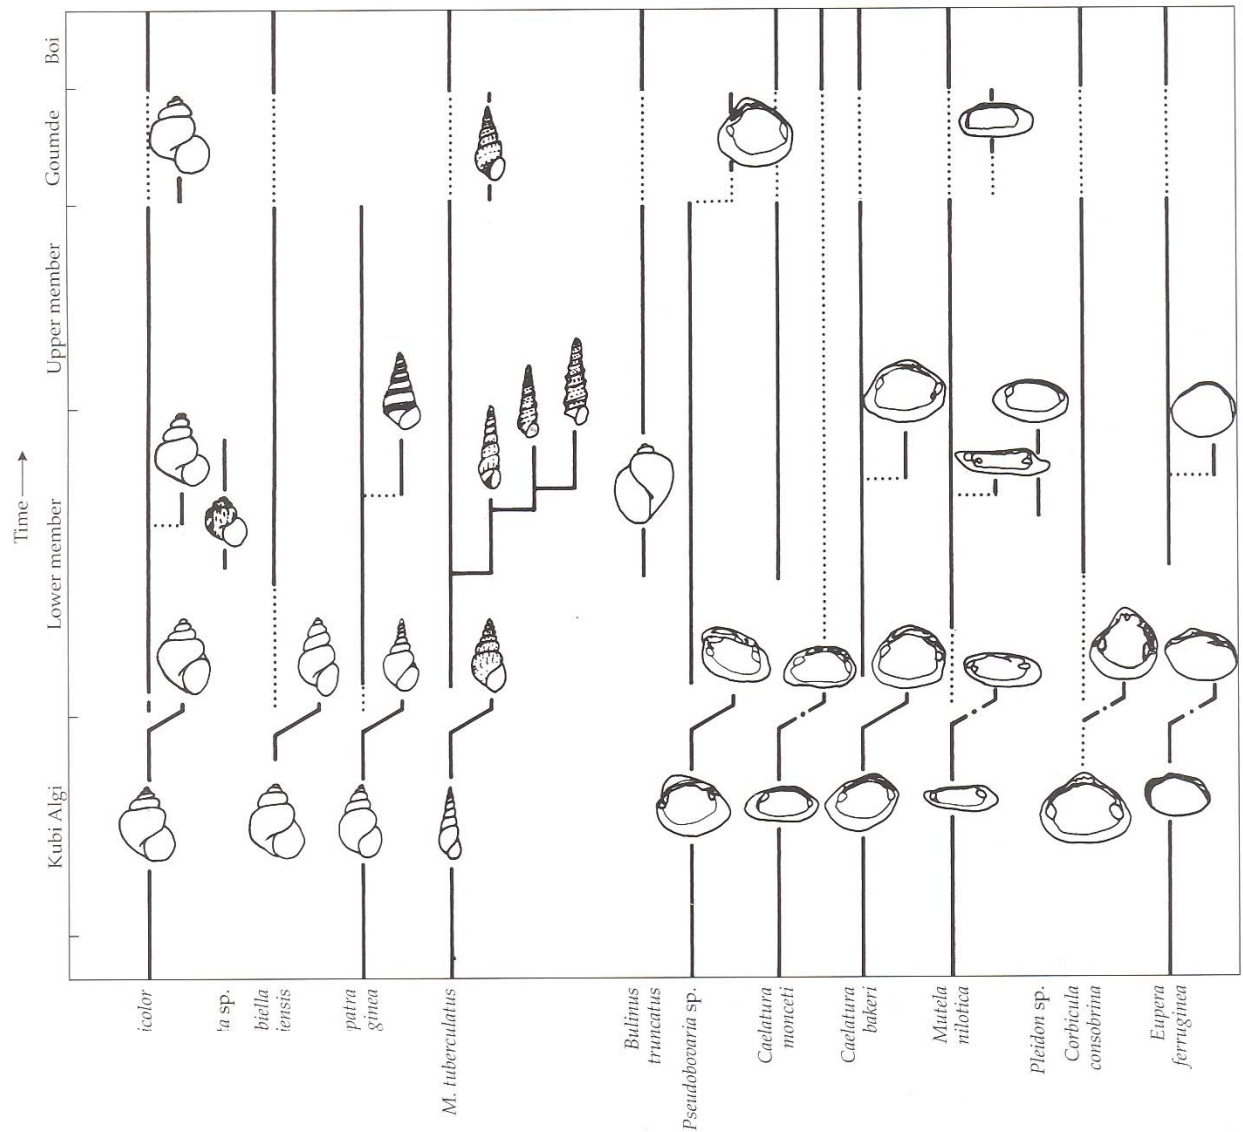 Time →
Boi
Goumde
Upper member
Lower member
Kubi Algi
icolor
a sp.
biella
iensis
patra
ginea
M. tuberculatus
Bulinus
truncatus
Pseudobovaria sp.
Caelatura
monceti
Caelatura
bakeri
Mutela
nilotica
Pleidon sp.
Corbicula
consobrina
Eupera
ferruginea